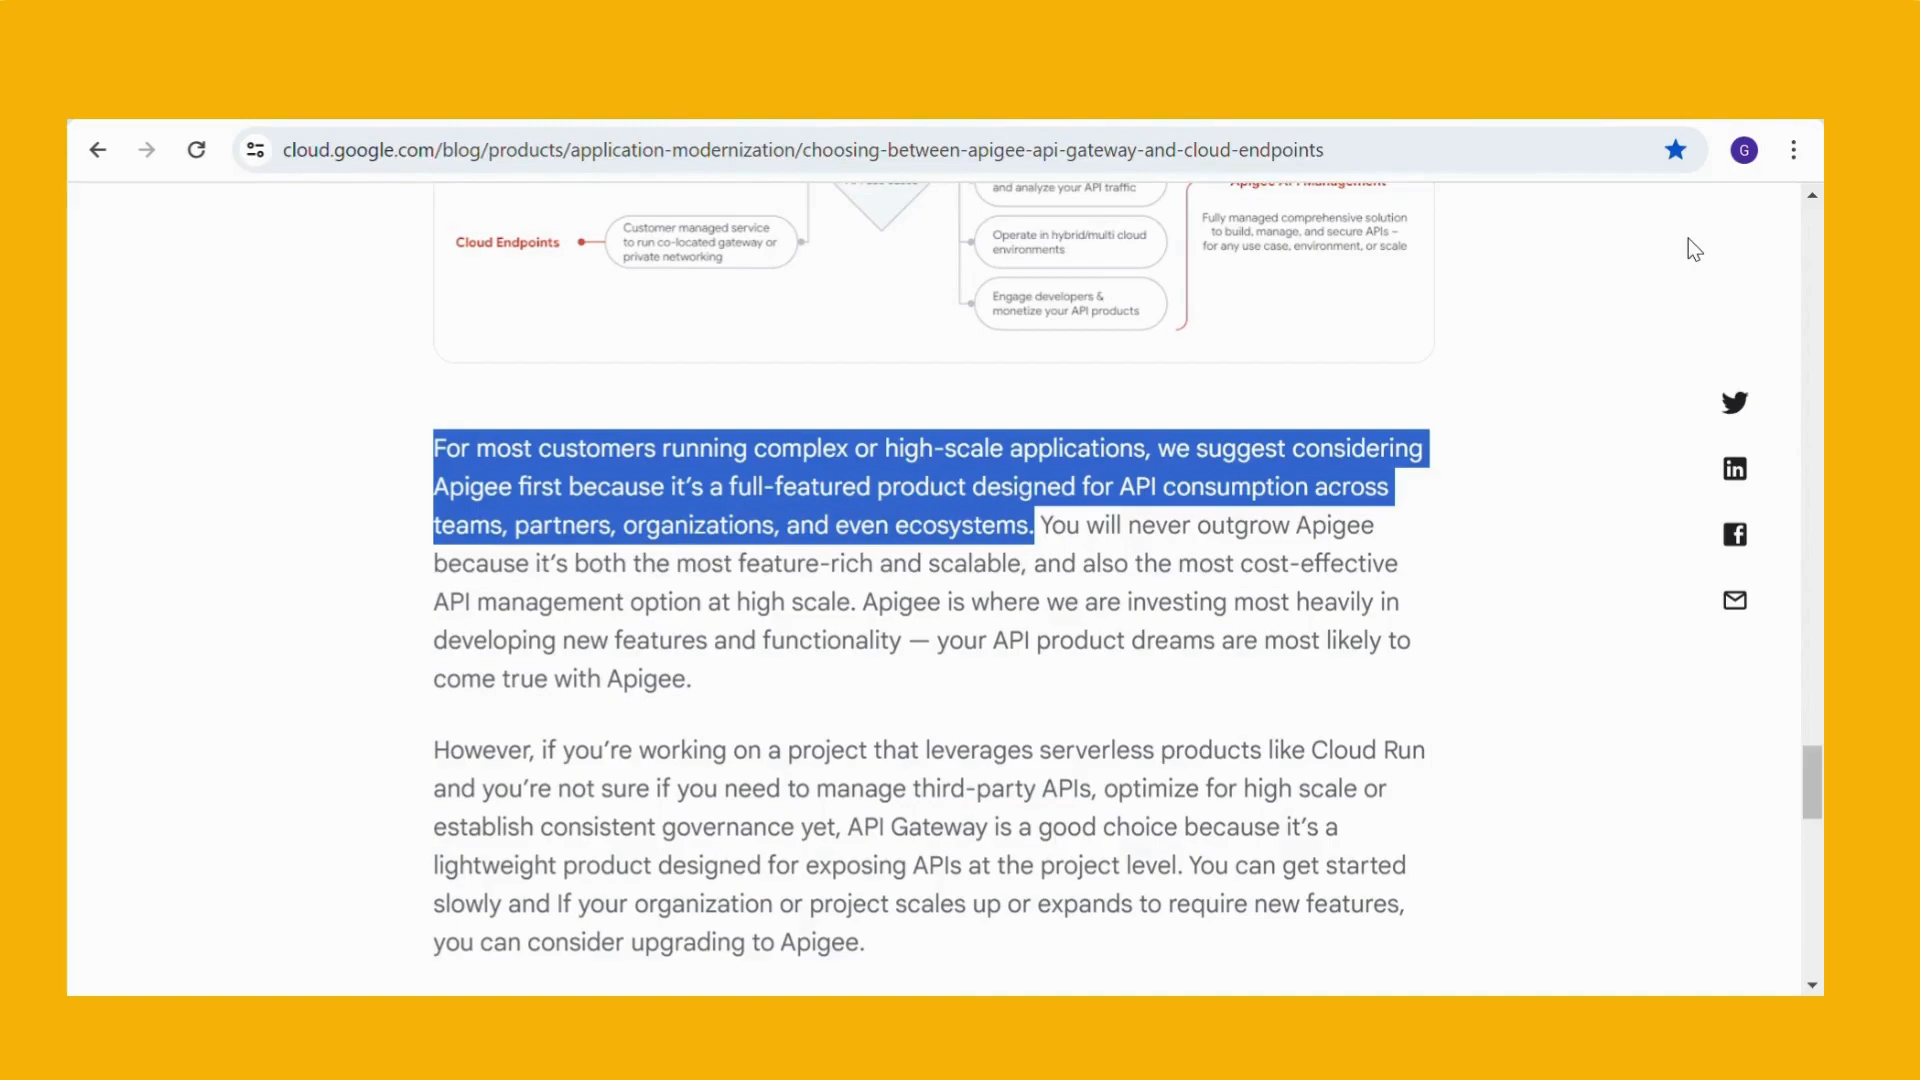 cloud.google.com/blog/products/application-modernization/choosing-between-apigee-api-gateway-and-cloud-endpoints
G
and analyze your API traffic
Apigee API Management
Cloud Endpoints
Customer managed service
to run co-located gateway or
private networking
Operate in hybrid/multi cloud
environments
Fully managed comprehensive solution
to build, manage, and secure APIs –
for any use case, environment, or scale
Engage developers &
monetize your API products
For most customers running complex or high-scale applications, we suggest considering
Apigee first because it’s a full-featured product designed for API consumption across
teams, partners, organizations, and even ecosystems. You will never outgrow Apigee
because it’s both the most feature-rich and scalable, and also the most cost-effective
API management option at high scale. Apigee is where we are investing most heavily in
developing new features and functionality — your API product dreams are most likely to
come true with Apigee.
However, if you’re working on a project that leverages serverless products like Cloud Run
and you’re not sure if you need to manage third-party APIs, optimize for high scale or
establish consistent governance yet, API Gateway is a good choice because it’s a
lightweight product designed for exposing APIs at the project level. You can get started
slowly and If your organization or project scales up or expands to require new features,
you can consider upgrading to Apigee.